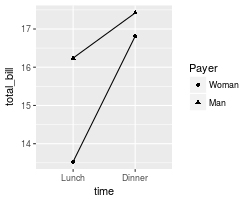 17
16
15
14
total_bill
Lunch
Dinner
time
Payer
Woman
Man